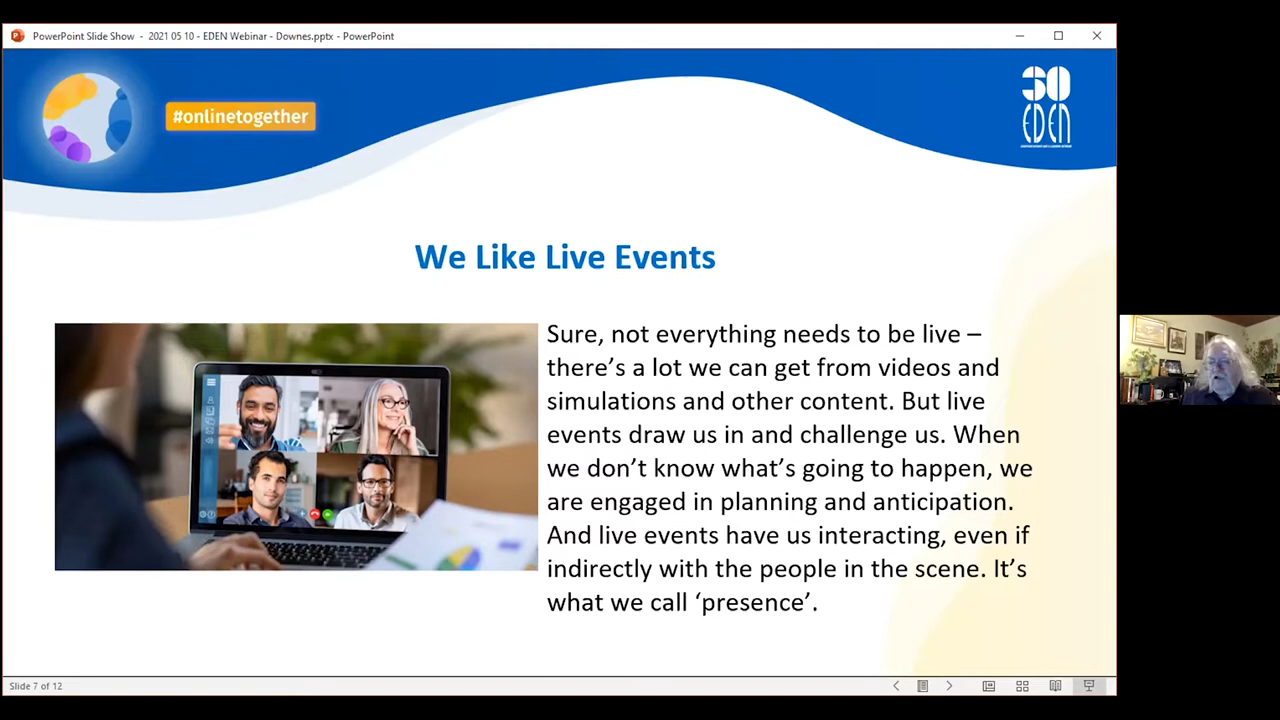 PowerPoint Slide Show - 2021 05 10 - EDEN Webinar - Downes.pptx - PowerPoint
#onlinetogether
30
EDEN
We Like Live Events
Sure, not everything needs to be live –
there’s a lot we can get from videos and
simulations and other content. But live
events draw us in and challenge us. When
we don’t know what’s going to happen, we
are engaged in planning and anticipation.
And live events have us interacting, even if
indirectly with the people in the scene. It’s
what we call ‘presence’.
Slide 7 of 12